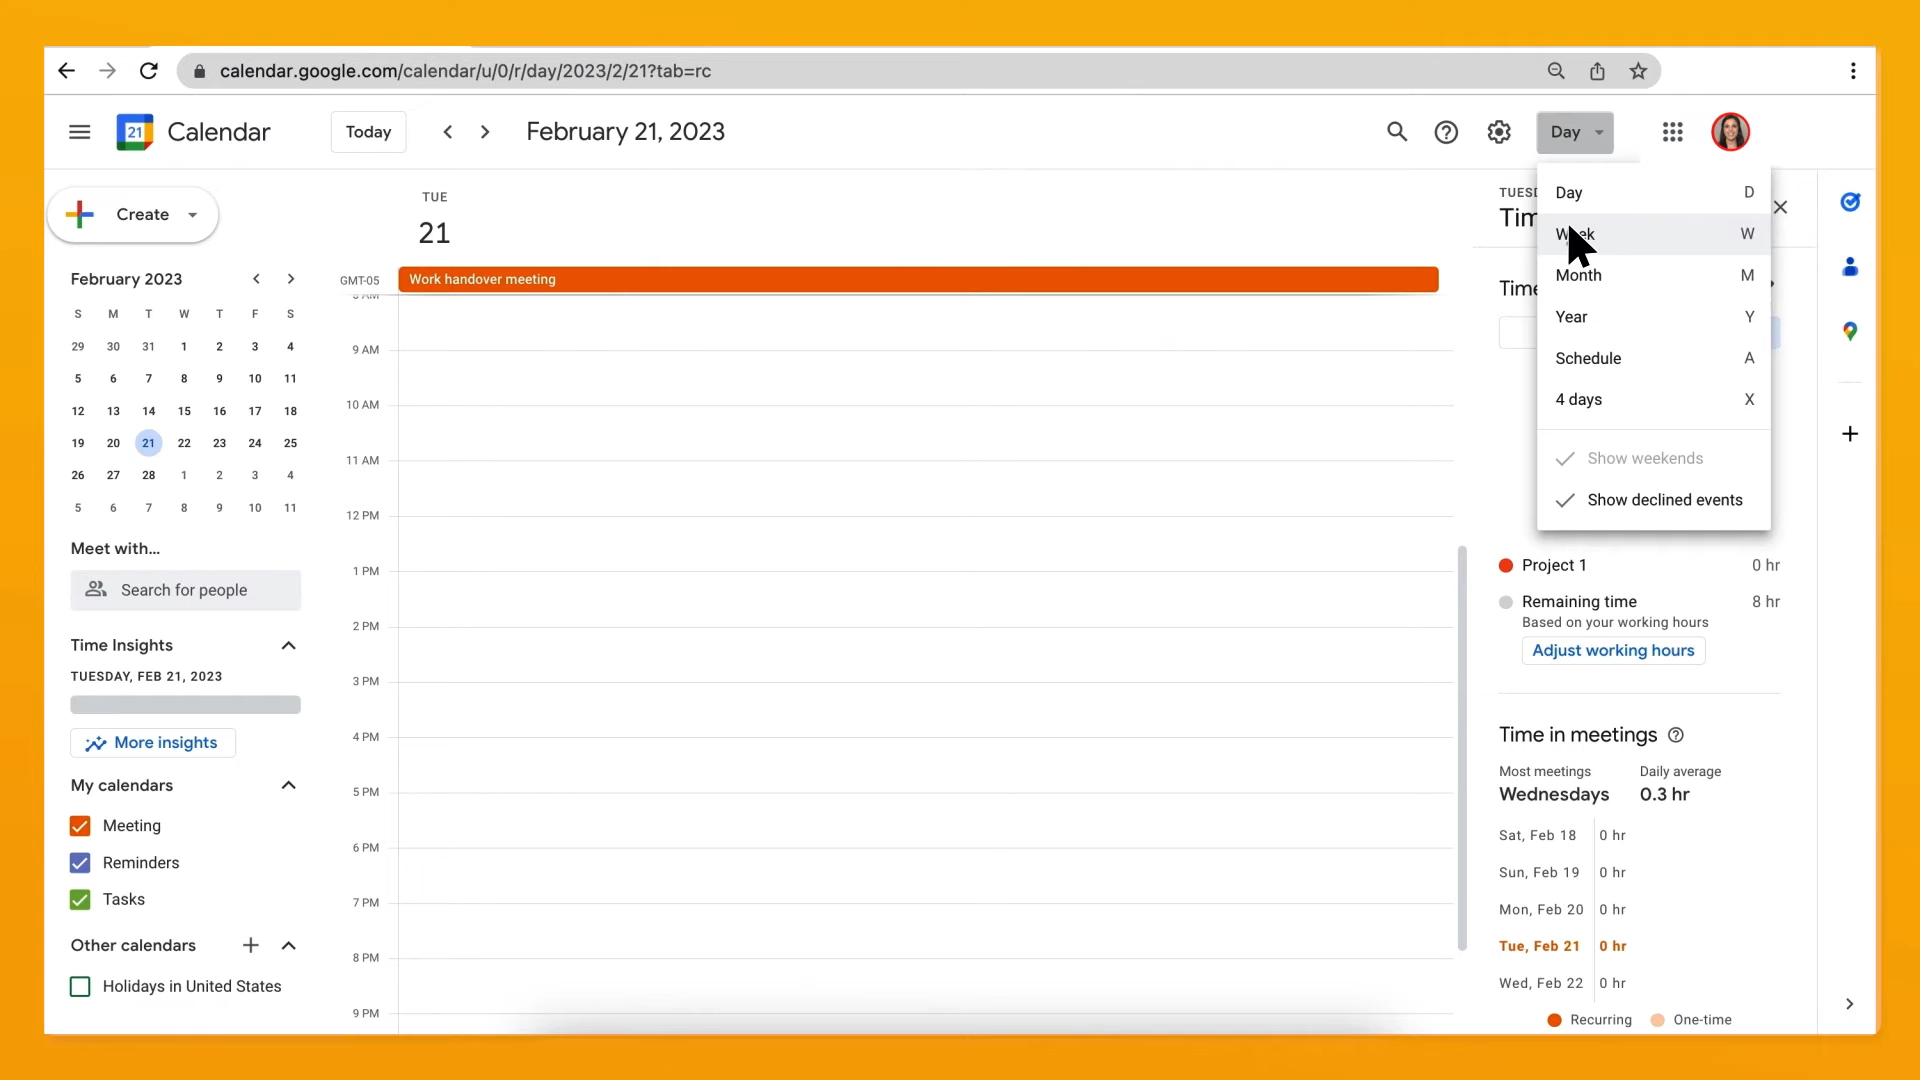 calendar.google.com/calendar/u/0/r/day/2023/2/21?tab=rc
21 Calendar
Today
February 21, 2023
Day
Create
TUE
21
GMT-05
Work handover meeting
February 2023
S M T W T F S
29 30 31 1 2 3 4
5 6 7 8 9 10 11
12 13 14 15 16 17 18
19 20 21 22 23 24 25
26 27 28 1 2 3 4
5 6 7 8 9 10 11
Meet with...
Search for people
Time Insights
TUESDAY, FEB 21, 2023
More insights
My calendars
Meeting
Reminders
Tasks
Other calendars
Holidays in United States
9 AM
10 AM
11 AM
12 PM
1 PM
2 PM
3 PM
4 PM
5 PM
6 PM
7 PM
8 PM
9 PM
Day D
Week W
Month M
Year Y
Schedule A
4 days X
Show weekends
Show declined events
Time
Project 1 0 hr
Remaining time 8 hr
Based on your working hours
Adjust working hours
Time in meetings
Most meetings Daily average
Wednesdays 0.3 hr
Sat, Feb 18 0 hr
Sun, Feb 19 0 hr
Mon, Feb 20 0 hr
Tue, Feb 21 0 hr
Wed, Feb 22 0 hr
Recurring One-time